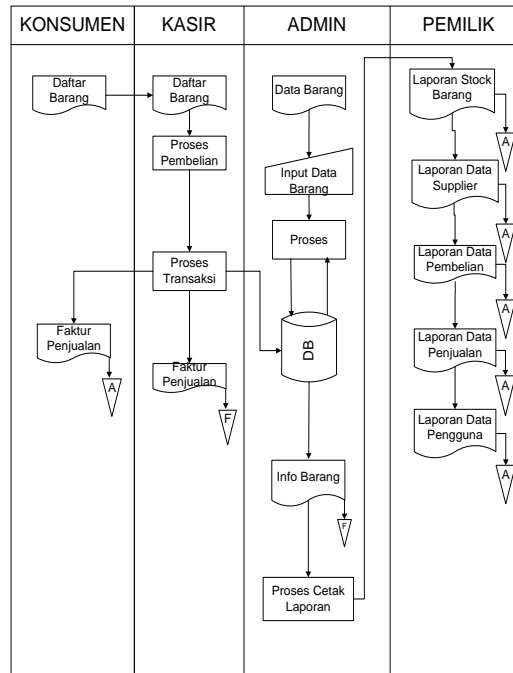 KONSUMEN
KASIR
ADMIN
PEMILIK
Daftar
Barang
Daftar
Barang
Proses
Pembelian
Proses
Transaksi
Faktur
Penjualan
A
Faktur
Penjualan
F
Data Barang
Input Data
Barang
Proses
DB
Info Barang
F
Proses Cetak
Laporan
Laporan Stock
Barang
A
Laporan Data
Supplier
A
Laporan Data
Pembelian
A
Laporan Data
Penjualan
A
Laporan Data
Pengguna
A